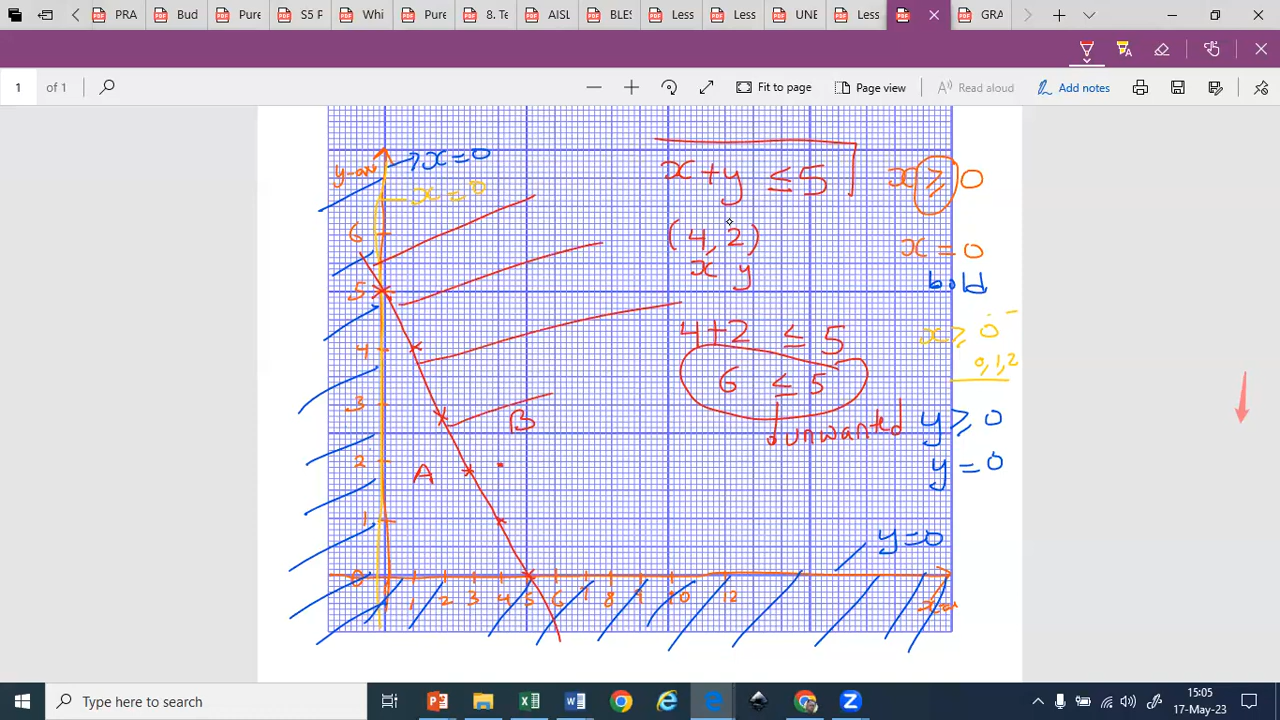 PRA
Bud
Pure
S5 P
Whi
Pure
8. Te
AISL
BLES
Less
Less
UNE
Less
GRA
1 of 1
Fit to page
Page view
Read aloud
Add notes
→x=0
x=0
6
5
4
3
2
1
0
1 2 3 4 5 6 7 8 9 10 12
A
B
x+y ≤5
(4,2)
x y
4+2 ≤ 5
6 ≤ 5
unwanted
x ≥ 0
x = 0
bold
x ≥ 0
0,1,2
y ≥ 0
y = 0
y=0
Type here to search
15:05
17-May-23